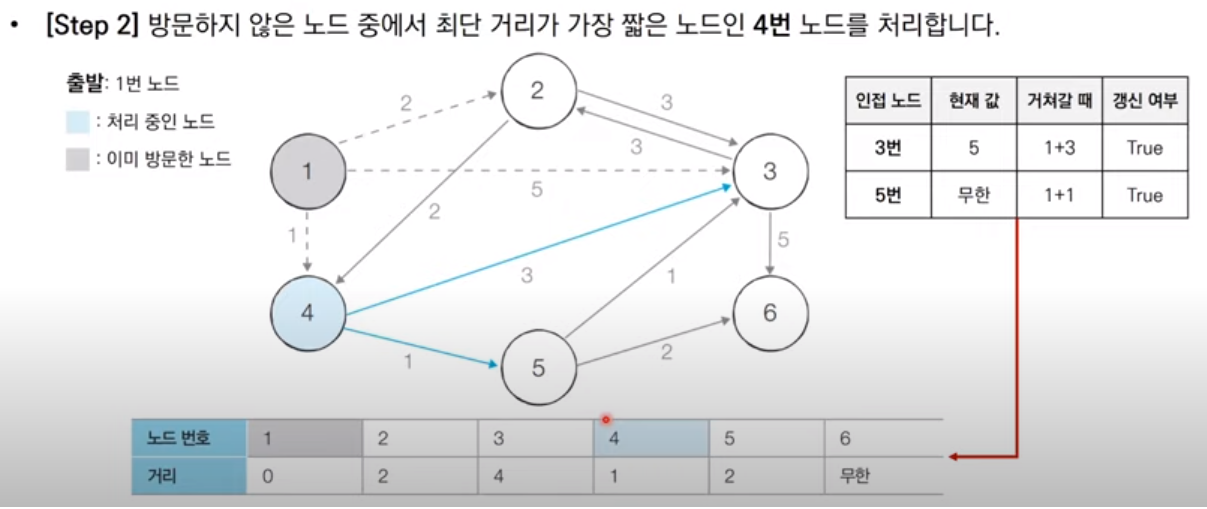 • [Step 2] 방문하지 않은 노드 중에서 최단 거리가 가장 짧은 노드인 4번 노드를 처리합니다.
출발: 1번 노드
: 처리 중인 노드
: 이미 방문한 노드
인접 노드 현재 값 거쳐갈 때 갱신 여부
3번 5 1+3 True
5번 무한 1+1 True
2
2
3
3
1
5
3
2
1
5
4
3
1
6
1
5
2
노드 번호 1 2 3 4 5 6
거리 0 2 4 1 2 무한